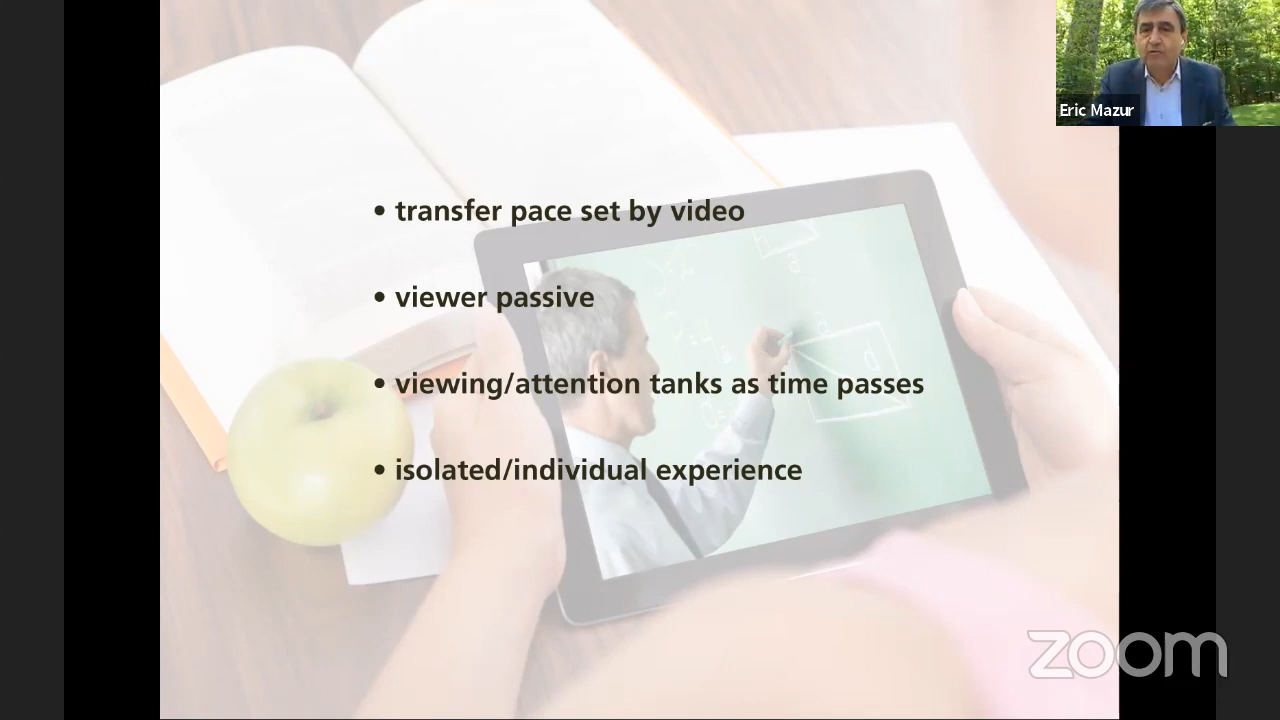 • transfer pace set by video
• viewer passive
• viewing/attention tanks as time passes
• isolated/individual experience
Eric Mazur
zoom